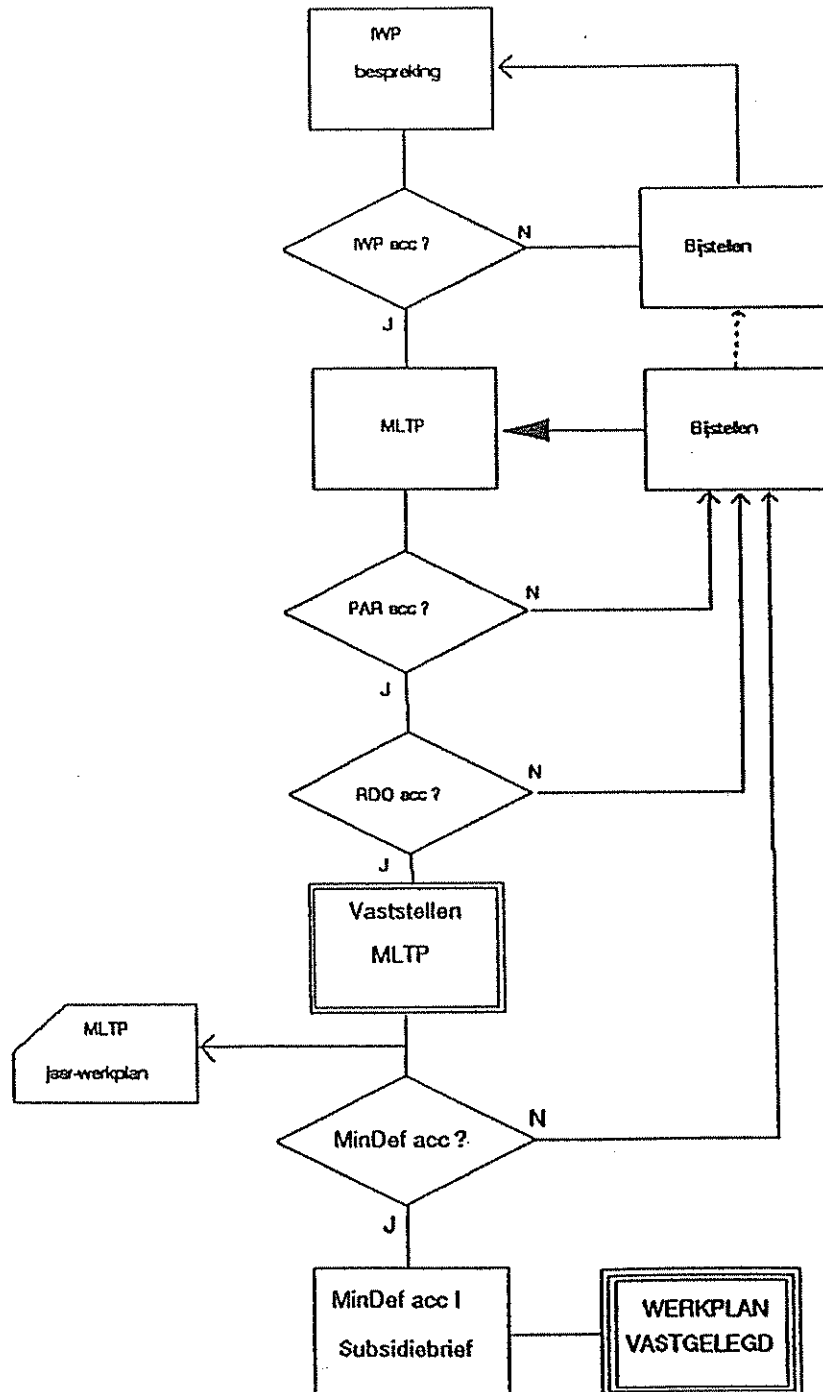 IWP
bespreking
IWP acc ?
N
Bijstellen
J
MLTP
Bijstellen
PAR acc ?
N
J
RDO acc ?
N
J
Vaststellen
MLTP
MLTP
jaar-werkplan
MinDef acc ?
N
J
MinDef acc !
Subsidiebrief
WERKPLAN
VASTGELEGD